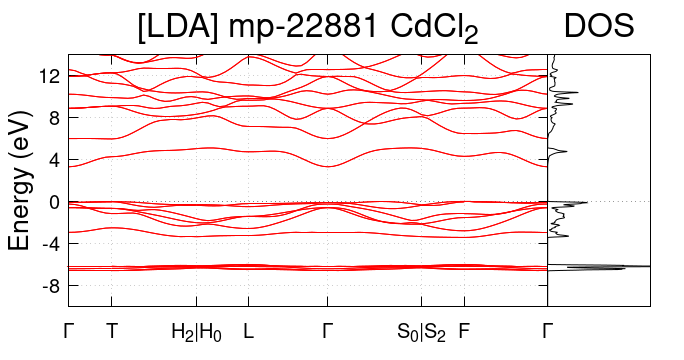 [LDA] mp-22881 CdCl₂ DOS
Energy (eV)
12
8
4
0
-4
-8
Γ T H₂|H₀ L Γ S₀|S₂ F Γ